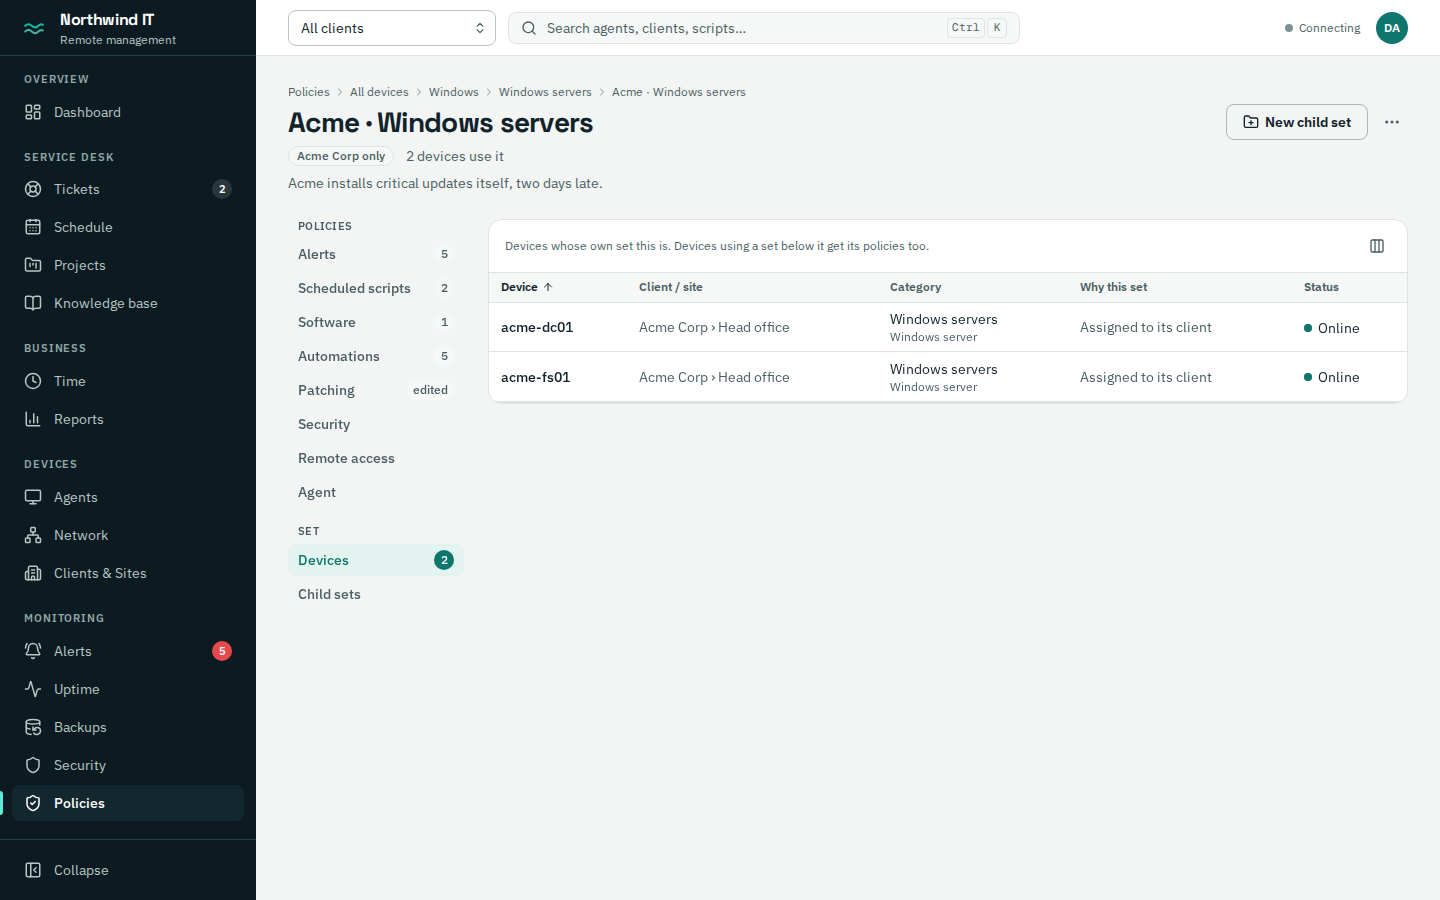 Northwind IT
Remote management
All clients
Search agents, clients, scripts...
Ctrl K
Connecting
DA
OVERVIEW
Dashboard
SERVICE DESK
Tickets 2
Schedule
Projects
Knowledge base
BUSINESS
Time
Reports
DEVICES
Agents
Network
Clients & Sites
MONITORING
Alerts 5
Uptime
Backups
Security
Policies
Collapse
Policies > All devices > Windows > Windows servers > Acme · Windows servers
Acme · Windows servers
New child set
Acme Corp only 2 devices use it
Acme installs critical updates itself, two days late.
POLICIES
Alerts 5
Scheduled scripts 2
Software 1
Automations 5
Patching edited
Security
Remote access
Agent
SET
Devices 2
Child sets
Devices whose own set this is. Devices using a set below it get its policies too.
Device ↑ Client / site Category Why this set Status
acme-dc01 Acme Corp › Head office Windows servers Assigned to its client Online
Windows server
acme-fs01 Acme Corp › Head office Windows servers Assigned to its client Online
Windows server